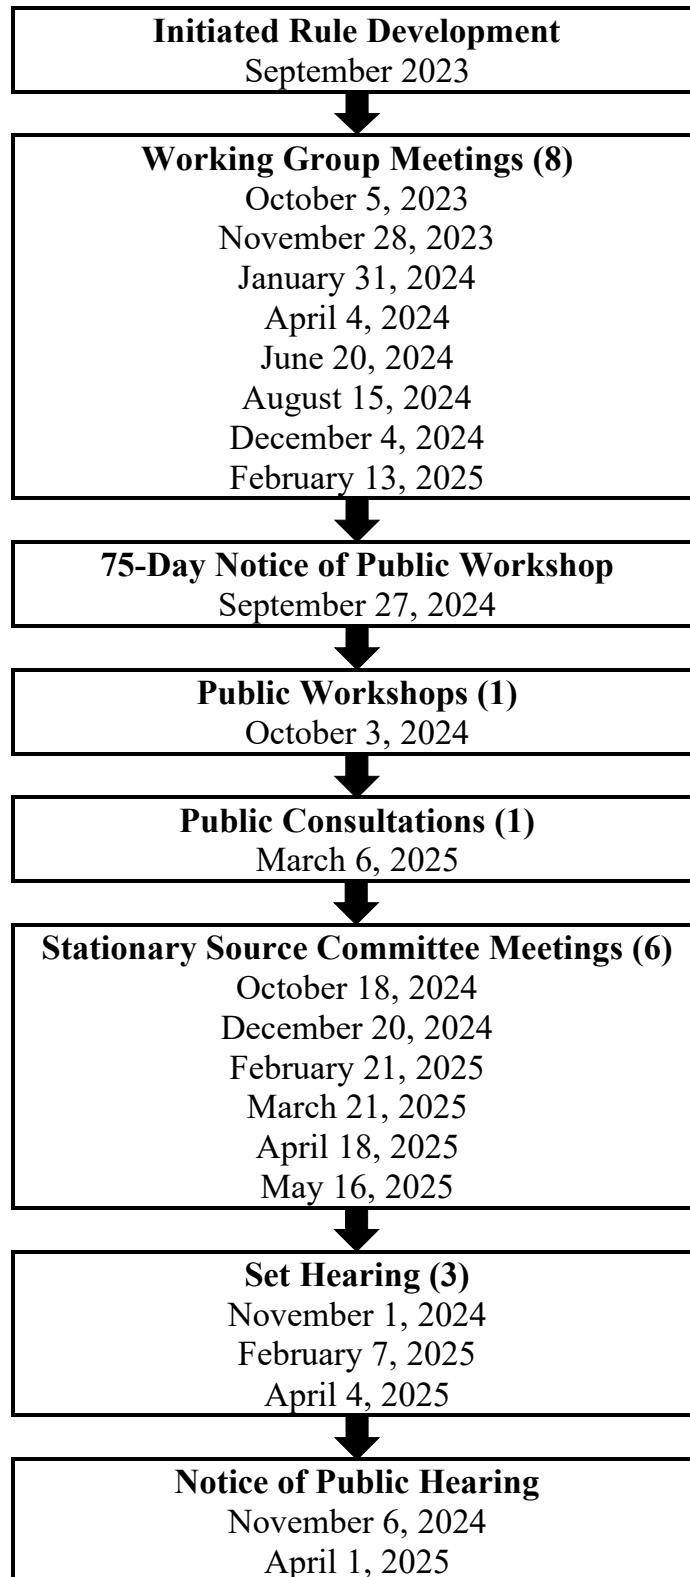 Initiated Rule Development
September 2023
Working Group Meetings (8)
October 5, 2023
November 28, 2023
January 31, 2024
April 4, 2024
June 20, 2024
August 15, 2024
December 4, 2024
February 13, 2025
75-Day Notice of Public Workshop
September 27, 2024
Public Workshops (1)
October 3, 2024
Public Consultations (1)
March 6, 2025
Stationary Source Committee Meetings (6)
October 18, 2024
December 20, 2024
February 21, 2025
March 21, 2025
April 18, 2025
May 16, 2025
Set Hearing (3)
November 1, 2024
February 7, 2025
April 4, 2025
Notice of Public Hearing
November 6, 2024
April 1, 2025